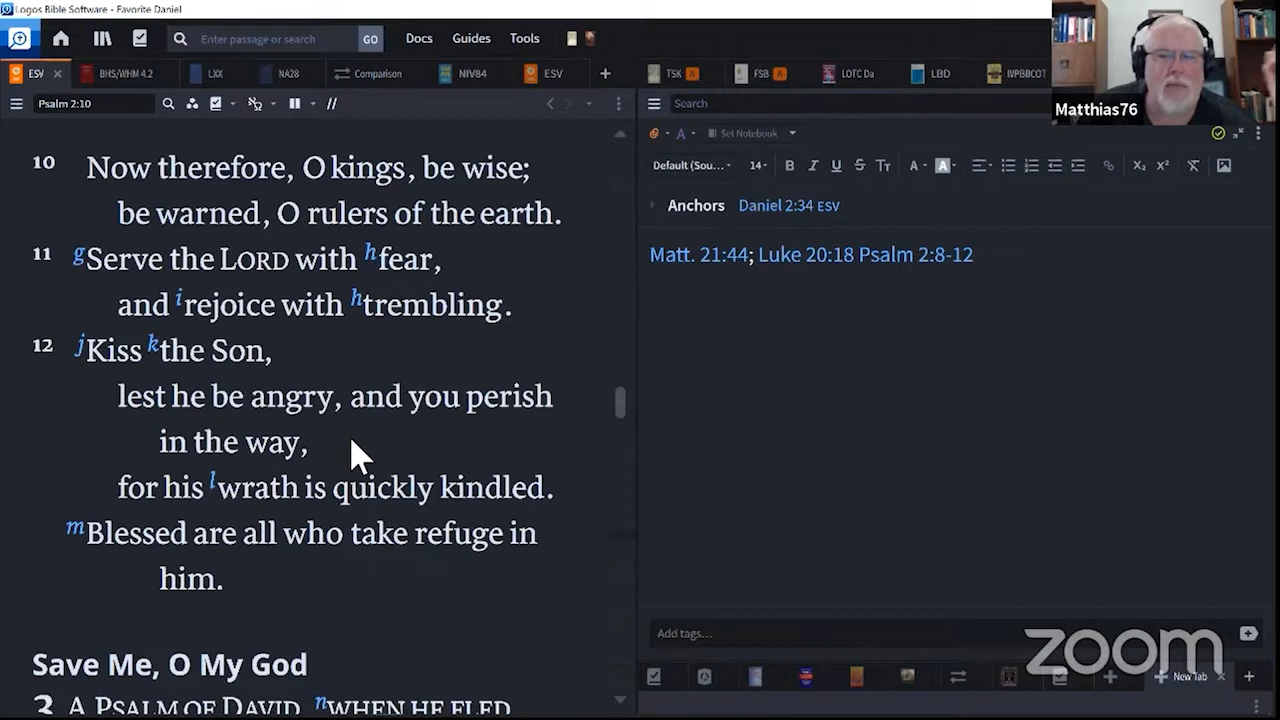 Logos Bible Software - Favorite Daniel
Enter passage or search
GO
Docs
Guides
Tools
ESV
BHS/WHM 4.2
LXX
NA28
Comparison
NIV84
ESV
TSK
A
FSB
A
LOTC Da
LBD
IVPBBCOT
Psalm 2:10
Search
Matthias76
Set Notebook
Default (Sou...
14
B
I
U
S
Tт
A
A
X₂
X²
Anchors Daniel 2:34 ESV
Matt. 21:44; Luke 20:18 Psalm 2:8-12
10 Now therefore, O kings, be wise;
be warned, O rulers of the earth.
11 gServe the LORD with hfear,
and irejoice with htrembling.
12 jKiss kthe Son,
lest he be angry, and you perish
in the way,
for his lwrath is quickly kindled.
mBlessed are all who take refuge in
him.
Save Me, O My God
3 A PSALM OF DAVID, nWHEN HE FLED
Add tags...
zoom
New Tab